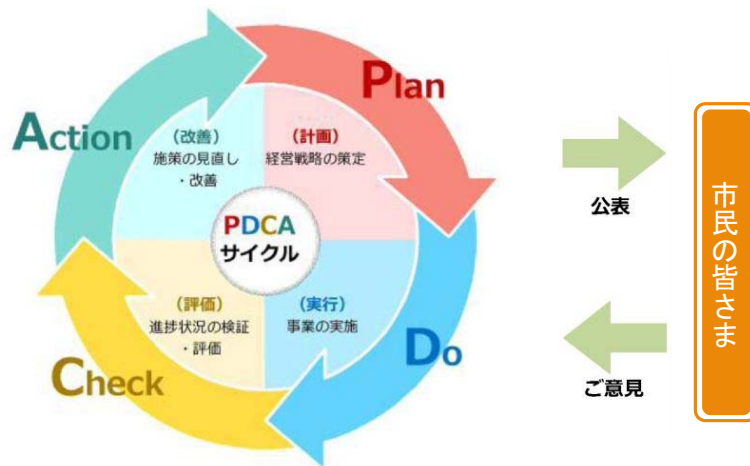 Plan
(計画)
経営戦略の策定
Do
(実行)
事業の実施
Check
(評価)
進捗状況の検証
・評価
Action
(改善)
施策の見直し
・改善
PDCA
サイクル
公表
ご意見
市民の皆さま